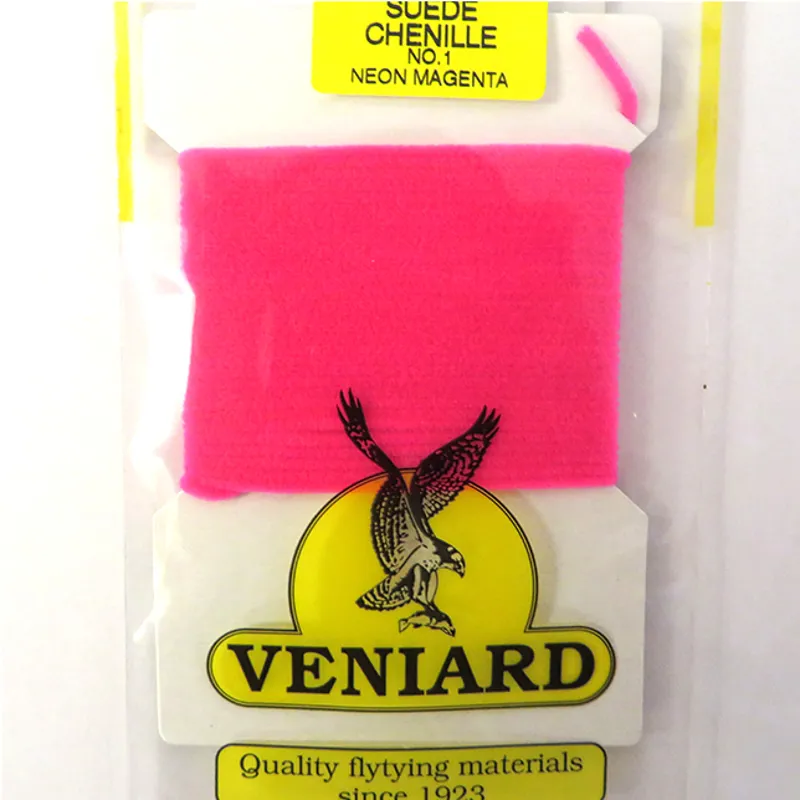 SUEDE
CHENILLE
NO.1
NEON MAGENTA
VENIARD
Quality flytying materials
since 1923